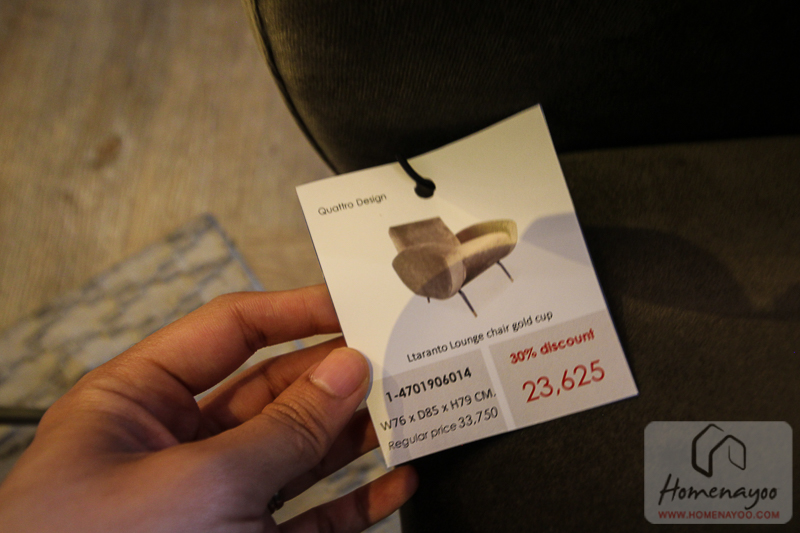 Quattro Design
Ltaranto Lounge chair gold cup
1-4701906014
W76 x D85 x H79 CM.
Regular price 33,750
30% discount
23,625
Homenayoo
WWW.HOMENAYOO.COM